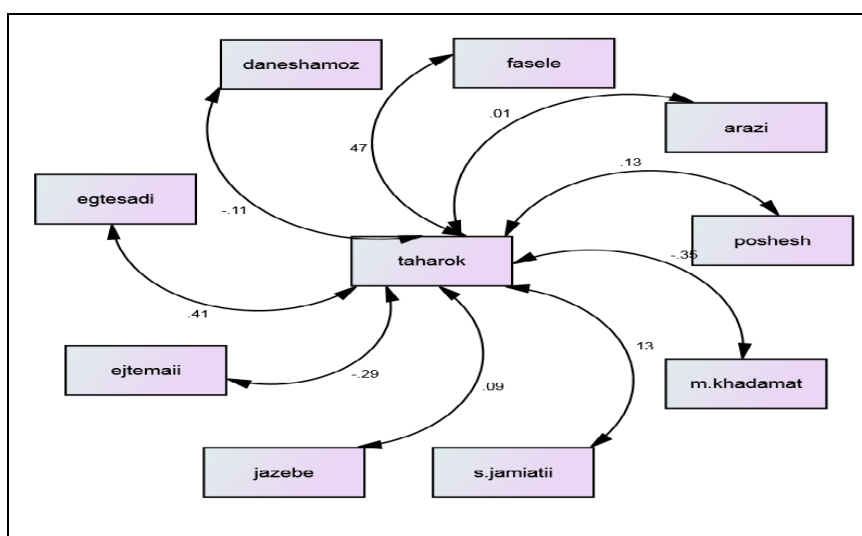 daneshamoz
fasele
.01
arazi
47
.13
egtesadi
-.11
poshesh
taharok
-.35
.41
13
ejtemaii
-.29
m.khadamat
.09
jazebe
s.jamiatii